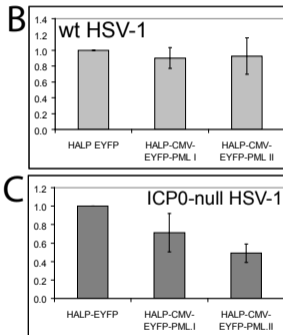 B
wt HSV-1
1.4
1.2
1.0
0.8
0.6
0.4
0.2
0.0
HALP EYFP
HALP-CMV-
EYFP-PML I
HALP-CMV-
EYFP-PML II
C
ICP0-null HSV-1
1.2
1.0
0.8
0.6
0.4
0.2
0.0
HALP-EYFP
HALP-CMV-
EYFP-PML.I
HALP-CMV-
EYFP-PML.II